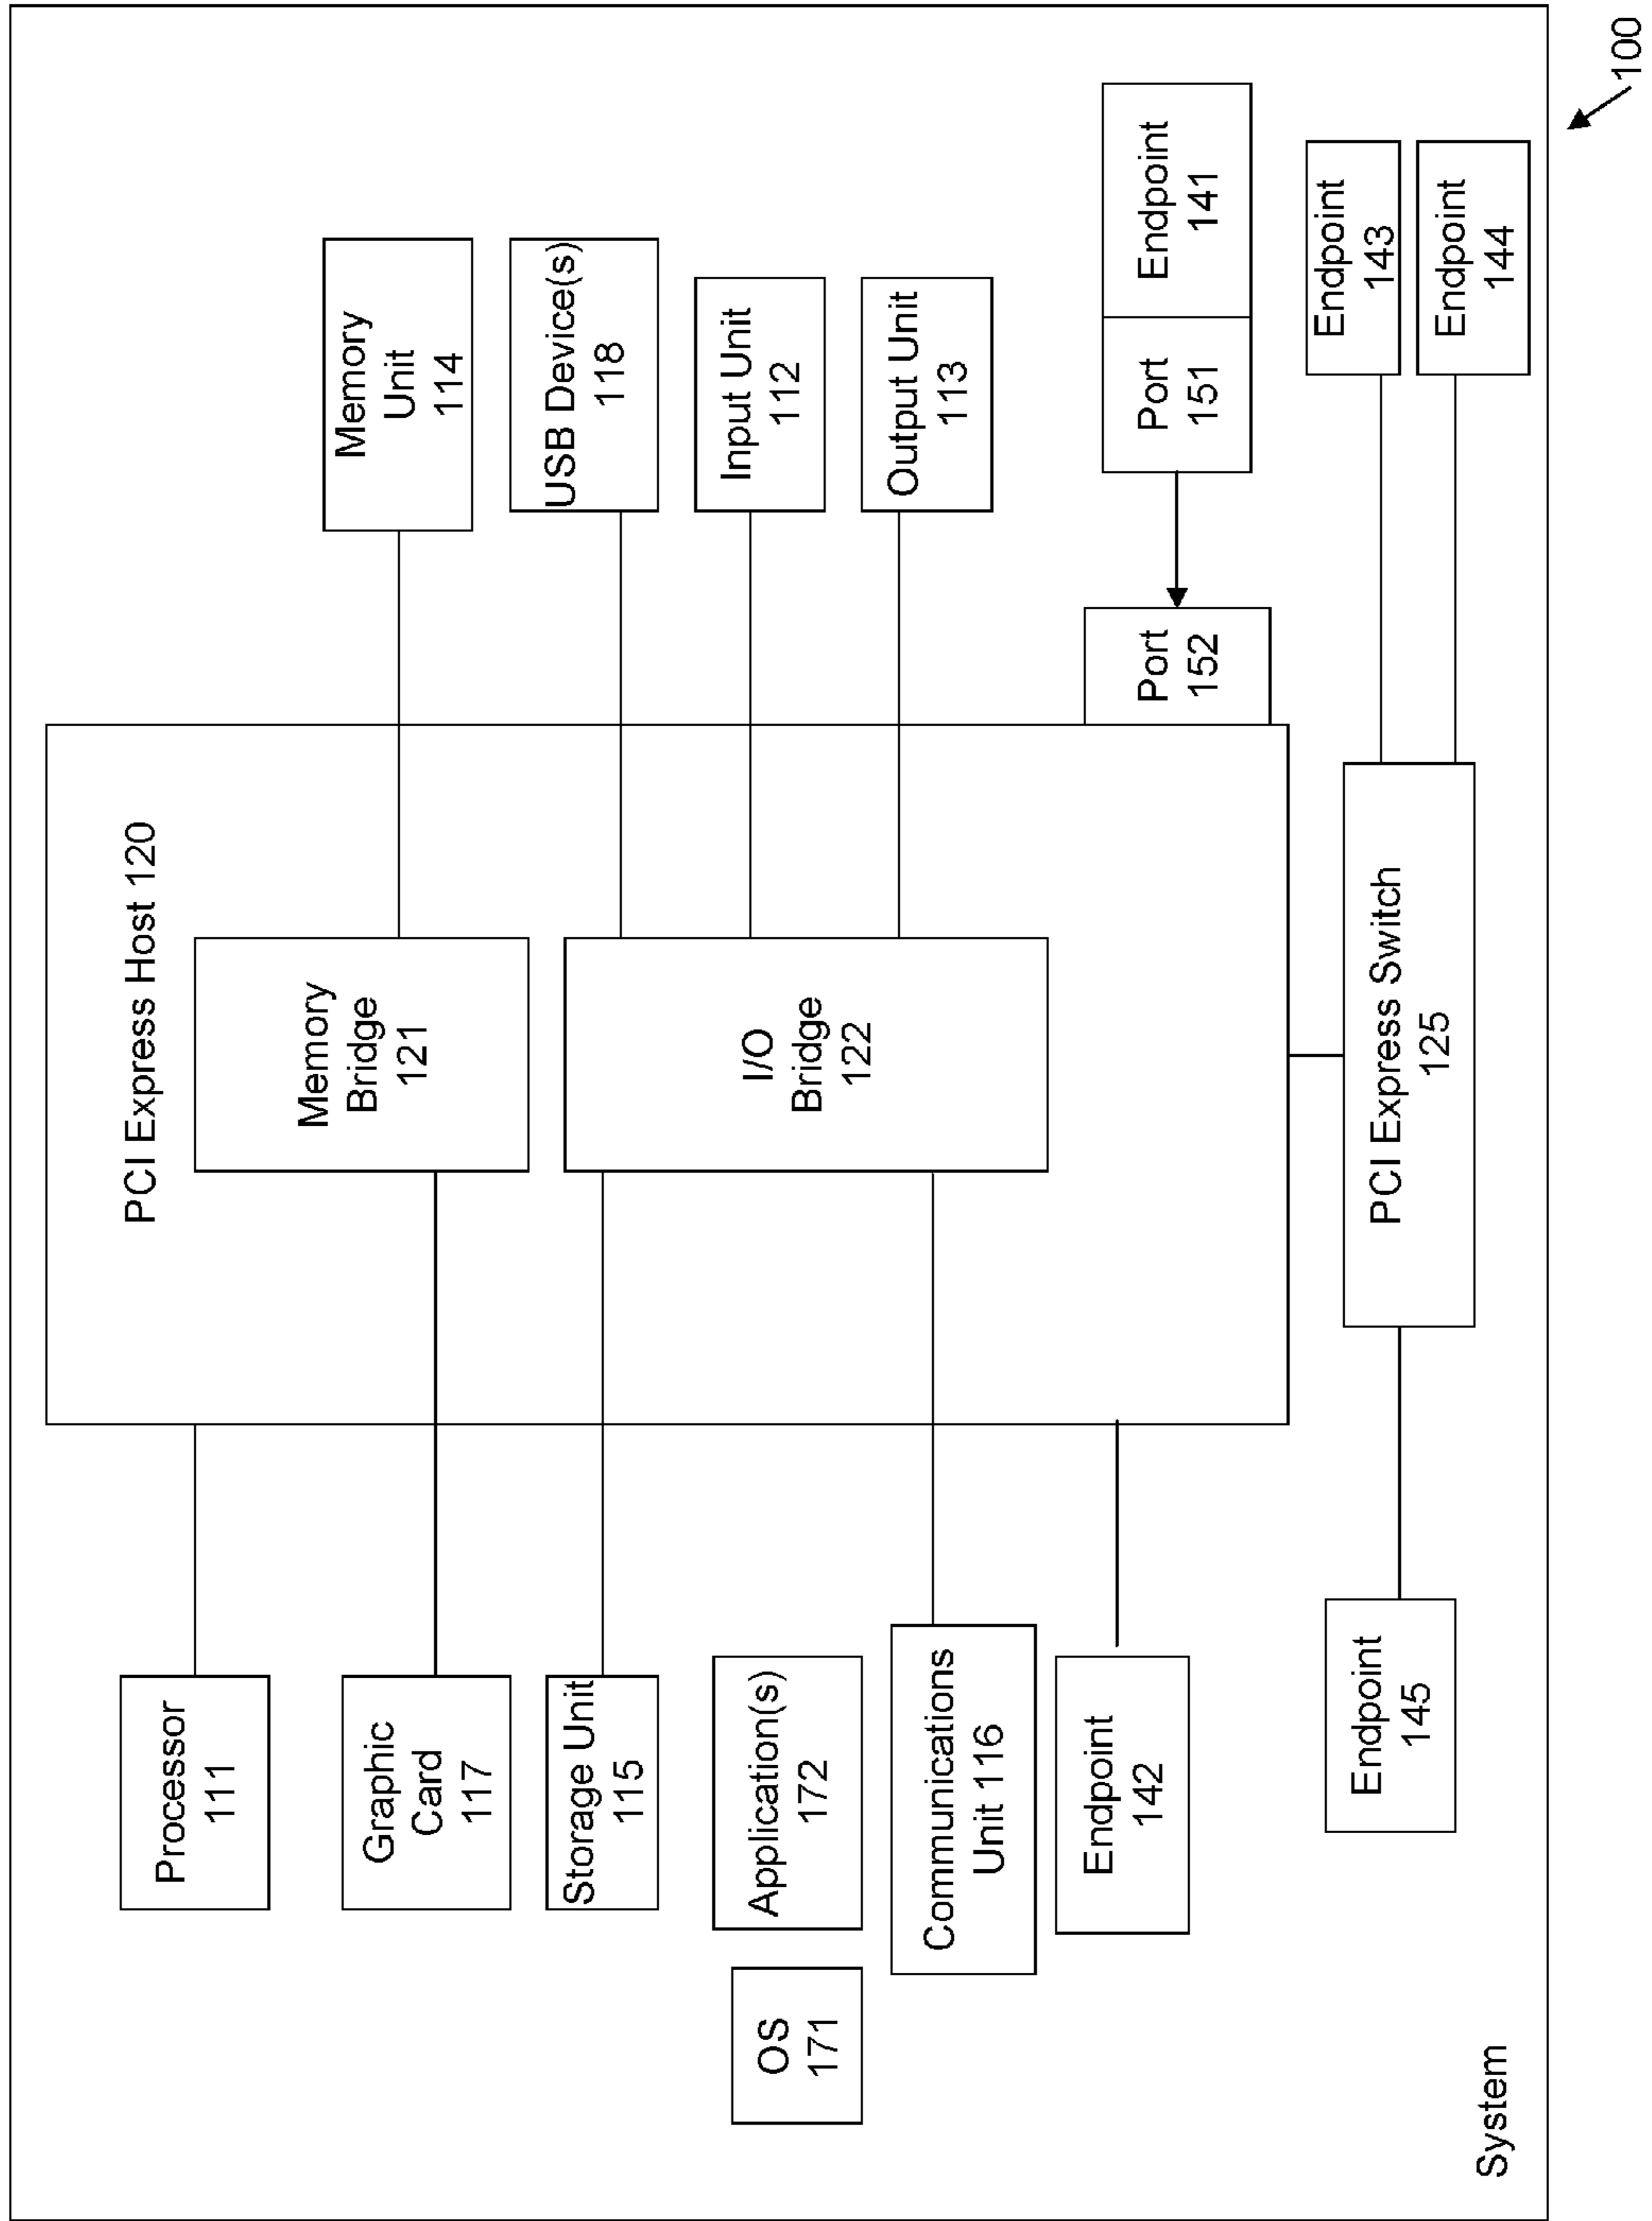 Processor
111
PCI Express Host 120
Graphic
Card
117
Memory
Bridge
121
Memory
Unit
114
Storage Unit
115
USB Device(s)
118
OS
171
Application(s)
172
I/O
Bridge
122
Input Unit
112
Communications
Unit 116
Output Unit
113
Endpoint
142
Port
152
Port
151
Endpoint
141
Endpoint
145
PCI Express Switch
125
Endpoint
143
Endpoint
144
System
100